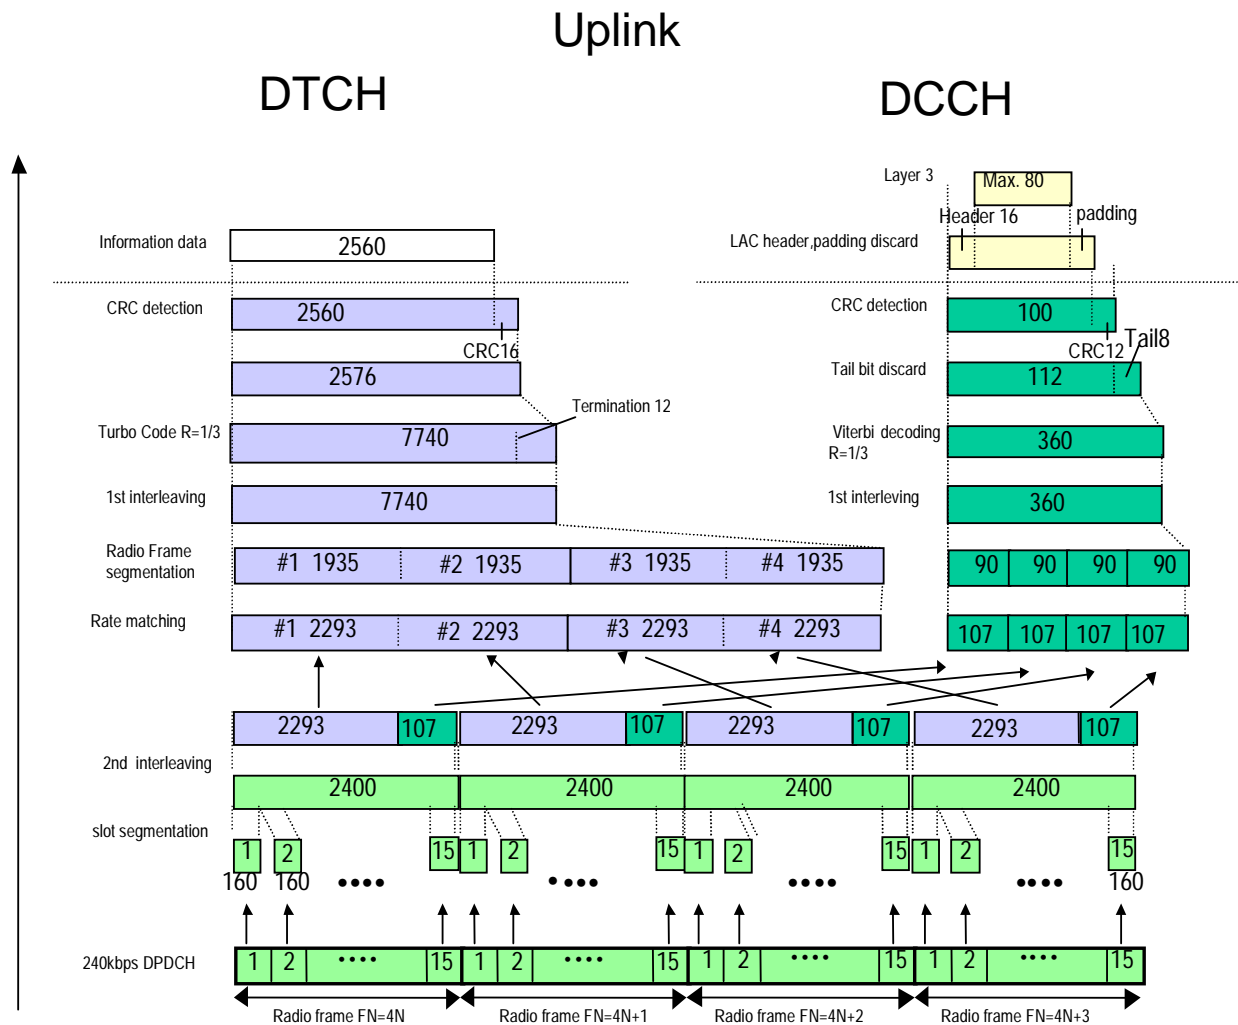 Uplink
DTCH
DCCH
Layer 3
Max. 80
Header 16
padding
Information data
2560
LAC header,padding discard
CRC detection
2560
CRC16
CRC detection
100
CRC12
Tail8
2576
Tail bit discard
112
Termination 12
Turbo Code R=1/3
7740
Viterbi decoding
R=1/3
360
1st interleaving
7740
1st interleving
360
Radio Frame
segmentation
#1 1935
#2 1935
#3 1935
#4 1935
90
90
90
90
Rate matching
#1 2293
#2 2293
#3 2293
#4 2293
107
107
107
107
2293
107
2293
107
2293
107
2293
107
2nd interleaving
2400
2400
2400
2400
slot segmentation
1
2
15
1
2
15
1
2
15
1
2
15
160
160
160
240kbps DPDCH
1
2
15
1
2
15
1
2
15
1
2
15
Radio frame FN=4N
Radio frame FN=4N+1
Radio frame FN=4N+2
Radio frame FN=4N+3